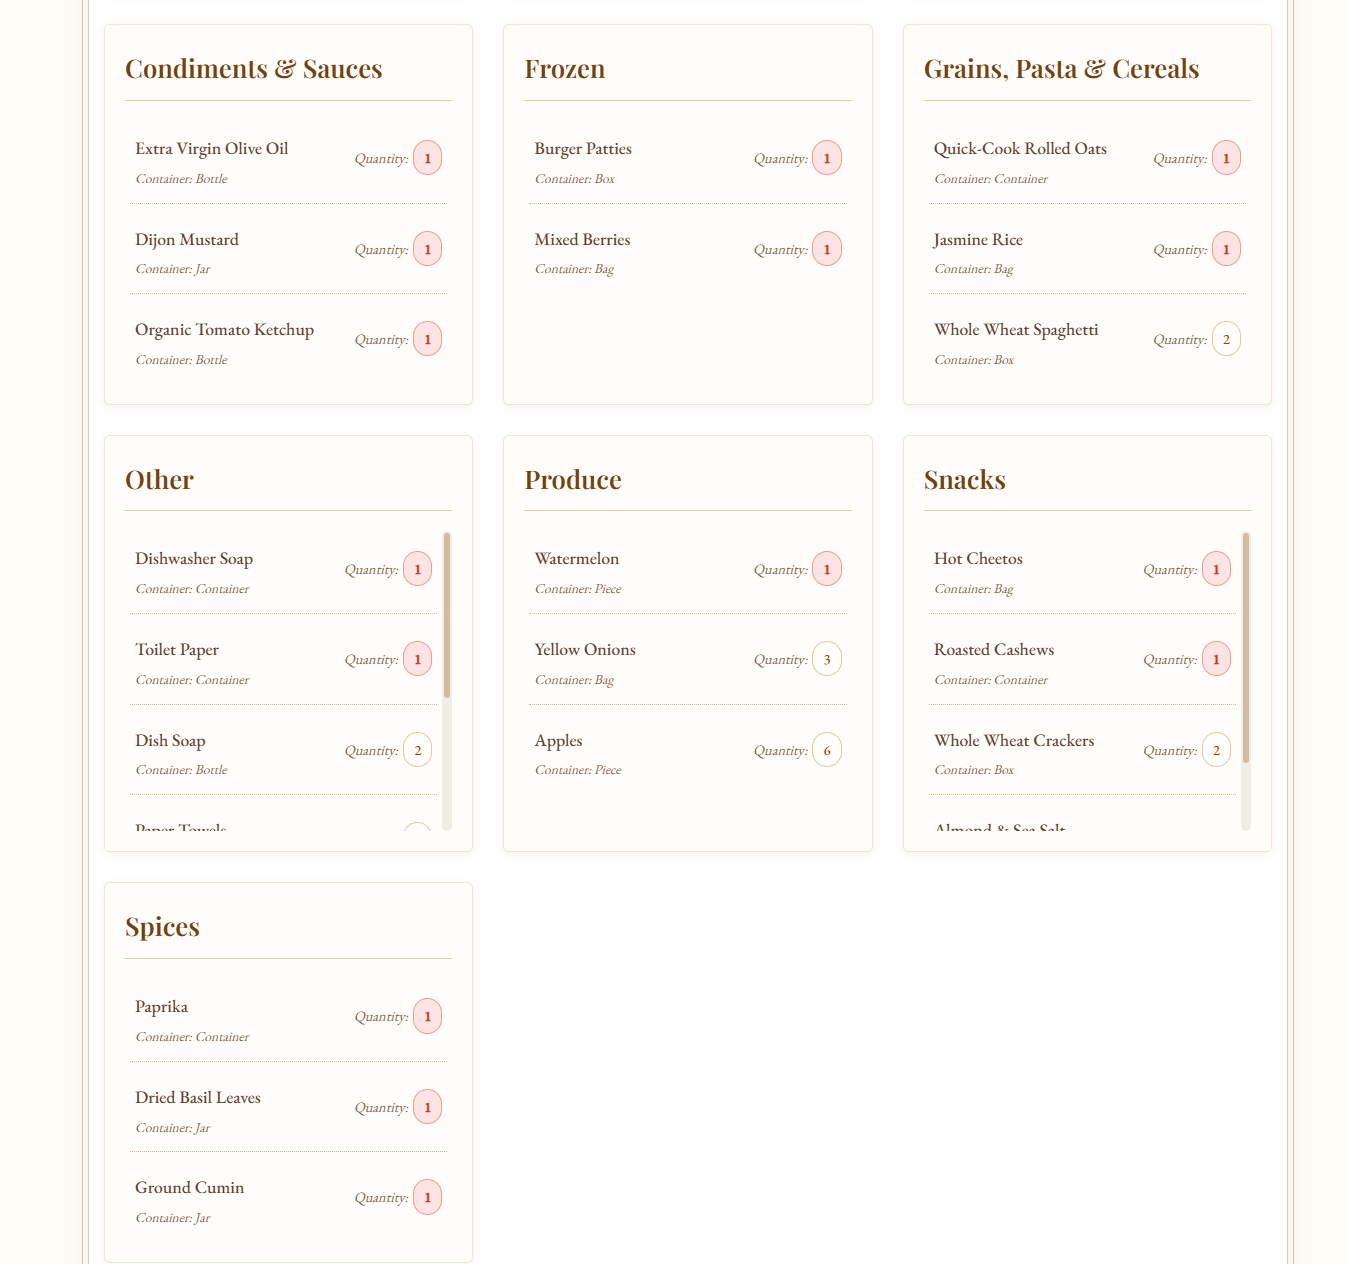 Condiments & Sauces
Extra Virgin Olive Oil
Quantity: 1
Container: Bottle
Dijon Mustard
Quantity: 1
Container: Jar
Organic Tomato Ketchup
Quantity: 1
Container: Bottle
Frozen
Burger Patties
Quantity: 1
Container: Box
Mixed Berries
Quantity: 1
Container: Bag
Grains, Pasta & Cereals
Quick-Cook Rolled Oats
Quantity: 1
Container: Container
Jasmine Rice
Quantity: 1
Container: Bag
Whole Wheat Spaghetti
Quantity: 2
Container: Box
Other
Dishwasher Soap
Quantity: 1
Container: Container
Toilet Paper
Quantity: 1
Container: Container
Dish Soap
Quantity: 2
Container: Bottle
Paper Towels
Produce
Watermelon
Quantity: 1
Container: Piece
Yellow Onions
Quantity: 3
Container: Bag
Apples
Quantity: 6
Container: Piece
Snacks
Hot Cheetos
Quantity: 1
Container: Bag
Roasted Cashews
Quantity: 1
Container: Container
Whole Wheat Crackers
Quantity: 2
Container: Box
Almond & Sea Salt
Spices
Paprika
Quantity: 1
Container: Container
Dried Basil Leaves
Quantity: 1
Container: Jar
Ground Cumin
Quantity: 1
Container: Jar